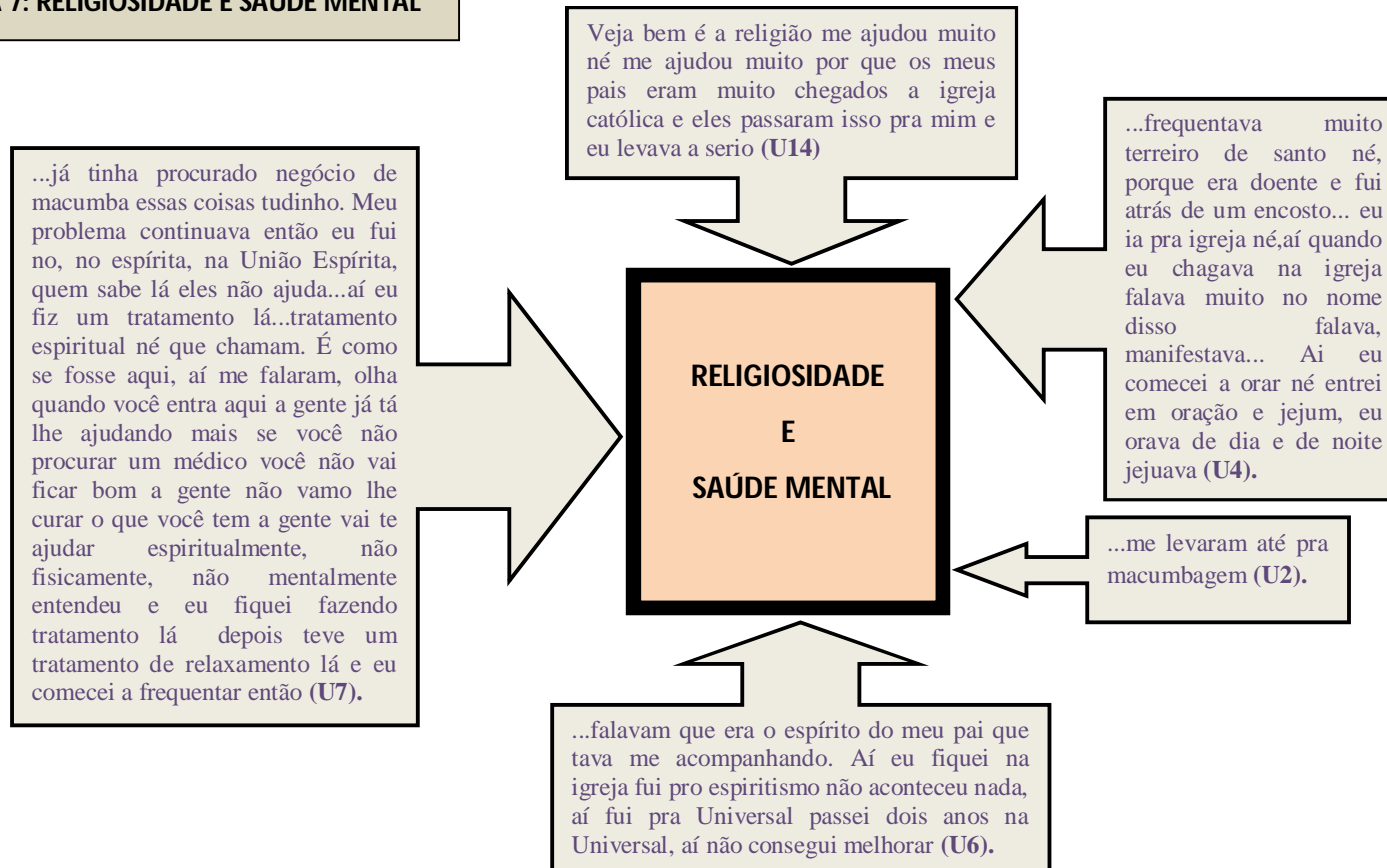 7: RELIGIOSIDADE E SAÚDE MENTAL
Veja bem é a religião me ajudou muito
né me ajudou muito por que os meus
pais eram muito chegados a igreja
católica e eles passaram isso pra mim e
eu levava a serio (U14)
...já tinha procurado negócio de
macumba essas coisas tudinho. Meu
problema continuava então eu fui
no, no espírita, na União Espírita,
quem sabe lá eles não ajuda...aí eu
fiz um tratamento lá...tratamento
espiritual né que chamam. É como
se fosse aqui, aí me falaram, olha
quando você entra aqui a gente já tá
lhe ajudando mais se você não
procurar um médico você não vai
ficar bom a gente não vamo lhe
curar o que você tem a gente vai te
ajudar espiritualmente, não
fisicamente, não mentalmente
entendeu e eu fiquei fazendo
tratamento lá depois teve um
tratamento de relaxamento lá e eu
comecei a frequentar então (U7).
RELIGIOSIDADE
E
SAÚDE MENTAL
...frequentava muito
terreiro de santo né,
porque era doente e fui
atrás de um encosto... eu
ia pra igreja né,aí quando
eu chagava na igreja
falava muito no nome
disso falava,
manifestava... Ai eu
comecei a orar né entrei
em oração e jejum, eu
orava de dia e de noite
jejuava (U4).
...me levaram até pra
macumbagem (U2).
...falavam que era o espírito do meu pai que
tava me acompanhando. Aí eu fiquei na
igreja fui pro espiritismo não aconteceu nada,
aí fui pra Universal passei dois anos na
Universal, aí não consegui melhorar (U6).